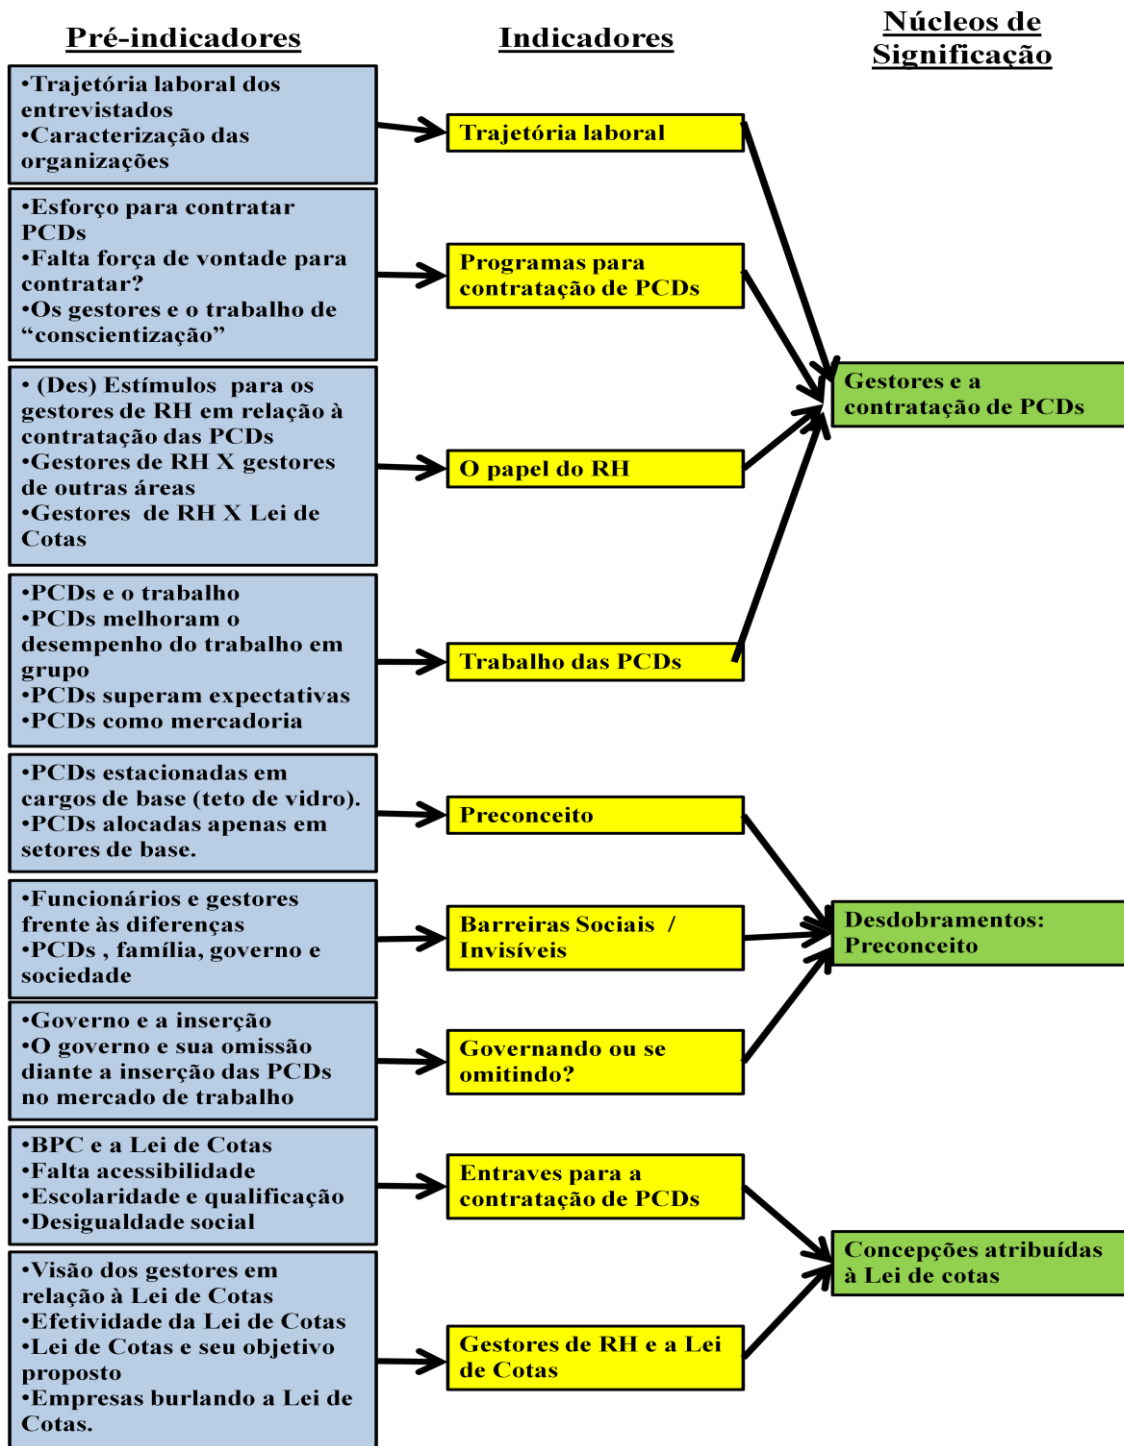 Pré-indicadores
Indicadores
Núcleos de
Significação
•Trajetória laboral dos
entrevistados
•Caracterização das
organizações
Trajetória laboral
•Esforço para contratar
PCDs
•Falta força de vontade para
contratar?
•Os gestores e o trabalho de
“conscientização”
Programas para
contratação de PCDs
• (Des) Estímulos para os
gestores de RH em relação à
contratação das PCDs
•Gestores de RH X gestores
de outras áreas
•Gestores de RH X Lei de
Cotas
O papel do RH
•PCDs e o trabalho
•PCDs melhoram o
desempenho do trabalho em
grupo
•PCDs superam expectativas
•PCDs como mercadoria
Trabalho das PCDs
Gestores e a
contratação de PCDs
•PCDs estacionadas em
cargos de base (teto de vidro).
•PCDs alocadas apenas em
setores de base.
Preconceito
•Funcionários e gestores
frente às diferenças
•PCDs , família, governo e
sociedade
Barreiras Sociais /
Invisíveis
•Governo e a inserção
•O governo e sua omissão
diante a inserção das PCDs
no mercado de trabalho
Governando ou se
omitindo?
Desdobramentos:
Preconceito
•BPC e a Lei de Cotas
•Falta acessibilidade
•Escolaridade e qualificação
•Desigualdade social
Entraves para a
contratação de PCDs
•Visão dos gestores em
relação à Lei de Cotas
•Efetividade da Lei de Cotas
•Lei de Cotas e seu objetivo
proposto
•Empresas burlando a Lei de
Cotas.
Gestores de RH e a Lei
de Cotas
Concepções atribuídas
à Lei de cotas